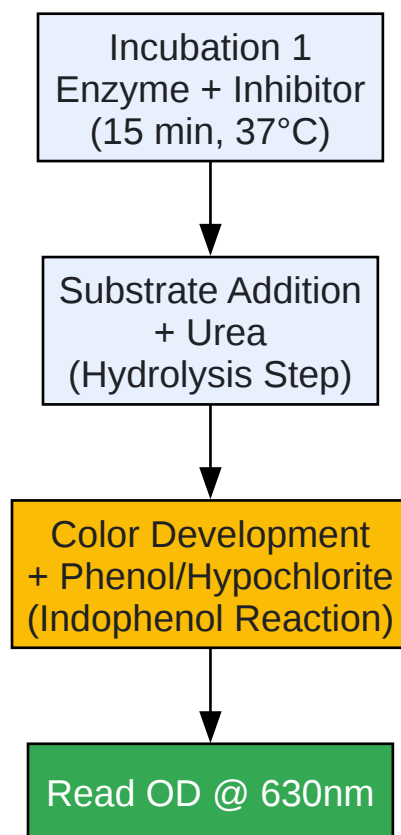 Incubation 1
Enzyme + Inhibitor
(15 min, 37°C)
Substrate Addition
+ Urea
(Hydrolysis Step)
Color Development
+ Phenol/Hypochlorite
(Indophenol Reaction)
Read OD @ 630nm